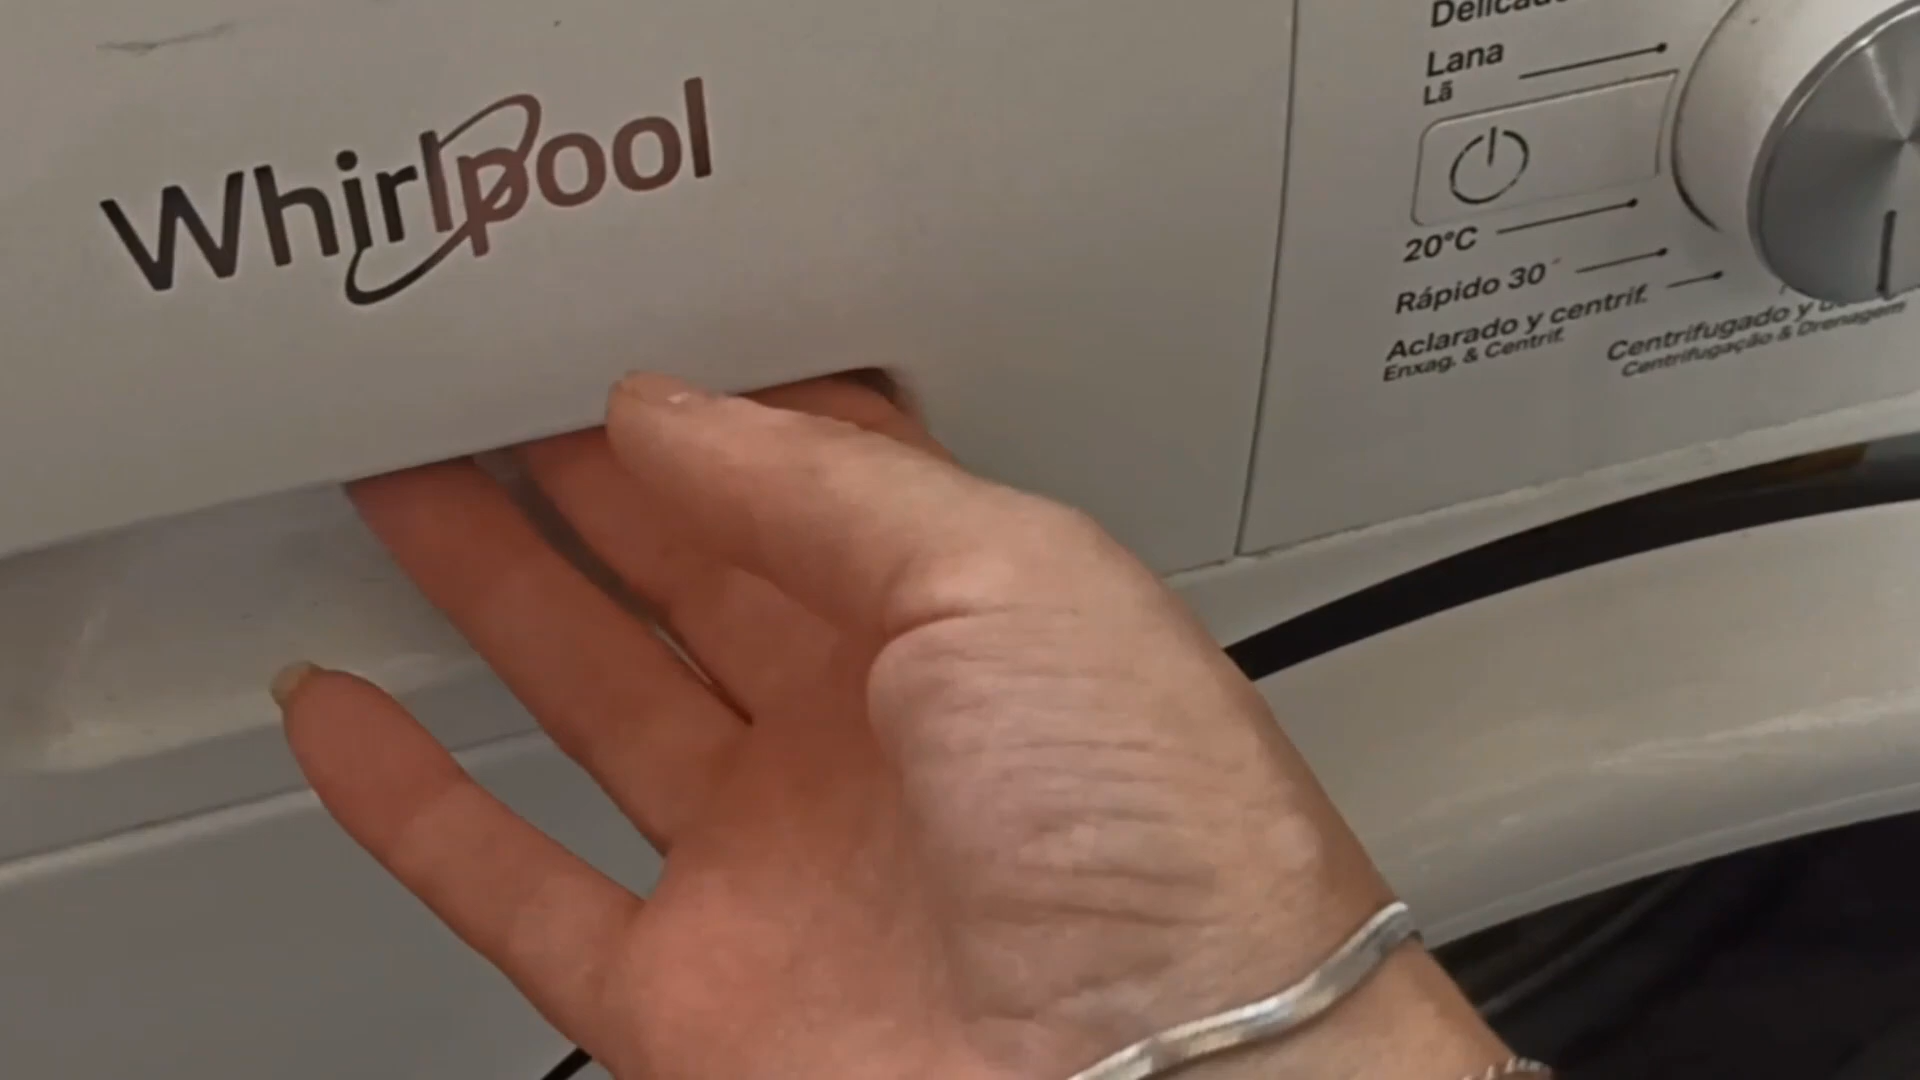 Whirlpool
Lana
Lã
20°C
Rápido 30
Aclarado y centrif.
Enxag. & Centrif.
Centrifugado y
Centrifugação & Drenagem